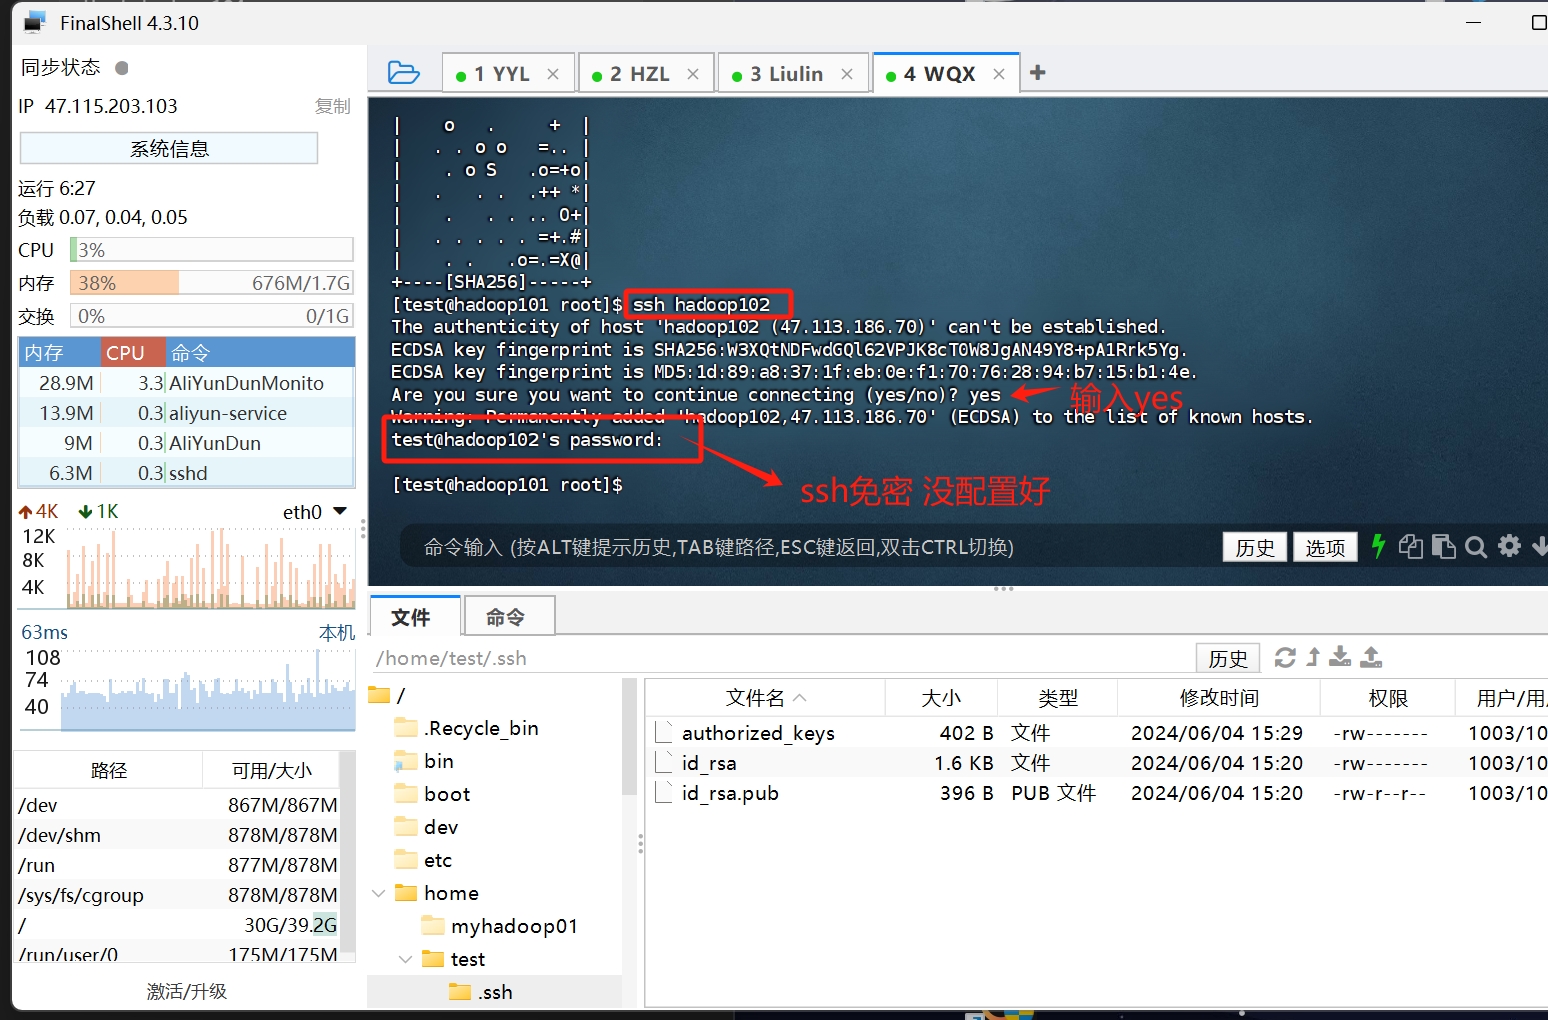 FinalShell 4.3.10
同步状态
IP 47.115.203.103 复制
系统信息
运行 6:27
负载 0.07, 0.04, 0.05
CPU 3%
内存 38% 676M/1.7G
交换 0% 0/1G
内存 CPU 命令
28.9M 3.3 AliYunDunMonito
13.9M 0.3 aliyun-service
9M 0.3 AliYunDun
6.3M 0.3 sshd
4K 1K eth0
12K
8K
4K
63ms 本机
108
74
40
路径 可用/大小
/dev 867M/867M
/dev/shm 878M/878M
/run 877M/878M
/sys/fs/cgroup 878M/878M
/ 30G/39.2G
/run/user/0 175M/175M
激活/升级
1 YYL × 2 HZL × 3 Liulin × 4 WQX × +
|    o   .     +  |
|   . . o o   =.. |
|    . o S   .o=+o|
|   .   . .  .++ *|
|    .   . . .. O+|
|   . . . . . =+.#|
|    . .   .o=.=X@|
+----[SHA256]-----+
[test@hadoop101 root]$ ssh hadoop102
The authenticity of host 'hadoop102 (47.113.186.70)' can't be established.
ECDSA key fingerprint is SHA256:W3XQtNDFwdGQl62VPJK8cT0W8JgAN49Y8+pA1Rrk5Yg.
ECDSA key fingerprint is MD5:1d:89:a8:37:1f:eb:0e:f1:70:76:28:94:b7:15:b1:4e.
Are you sure you want to continue connecting (yes/no)? yes 输入yes
Warning: Permanently added 'hadoop102,47.113.186.70' (ECDSA) to the list of known hosts.
test@hadoop102's password:
ssh免密 没配置好
[test@hadoop101 root]$
命令输入 (按ALT键提示历史,TAB键路径,ESC键返回,双击CTRL切换) 历史 选项
文件 命令
/home/test/.ssh 历史
/
.Recycle_bin
bin
boot
dev
etc
home
myhadoop01
test
.ssh
文件名 大小 类型 修改时间 权限 用户/用
authorized_keys 402 B 文件 2024/06/04 15:29 -rw------- 1003/10
id_rsa 1.6 KB 文件 2024/06/04 15:20 -rw------- 1003/10
id_rsa.pub 396 B PUB 文件 2024/06/04 15:20 -rw-r--r-- 1003/10